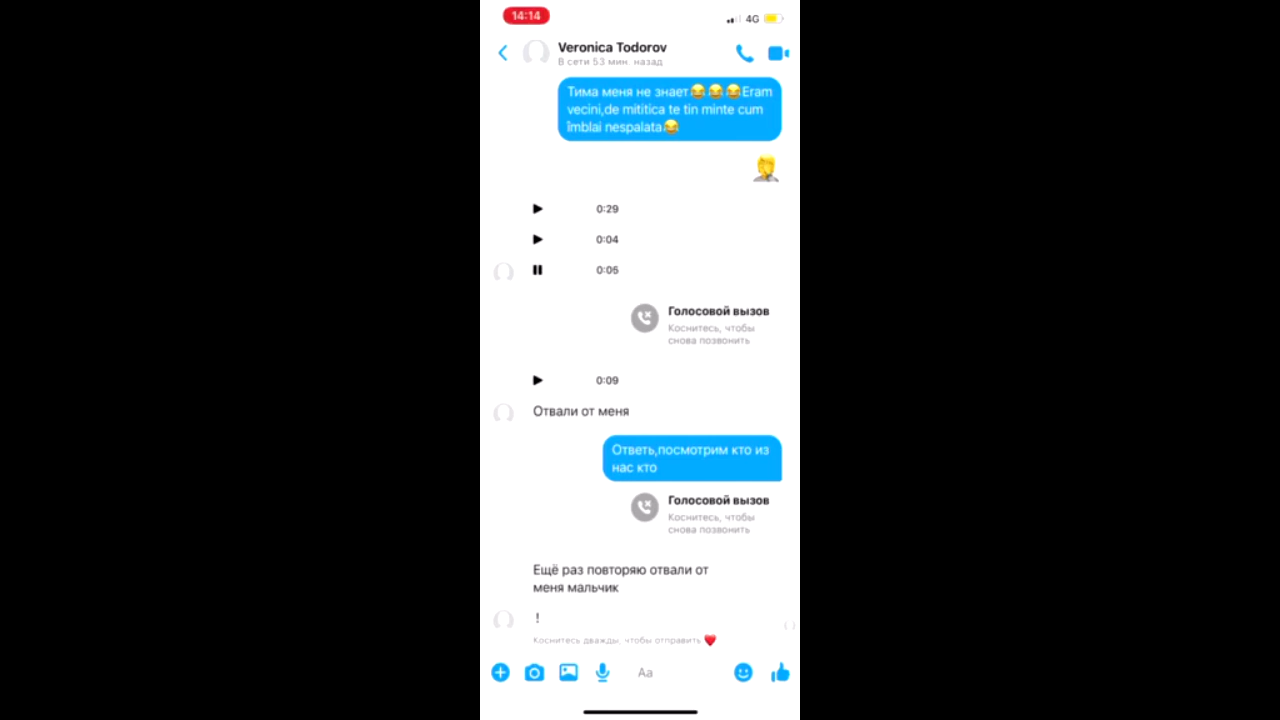 14:14
4G
Veronica Todorov
В сети 53 мин. назад
Тима меня не знает😂😂😂Eram
vecini,de mititica te tin minte cum
îmblai nespalata😂
0:29
0:04
0:05
Голосовой вызов
Коснитесь, чтобы
снова позвонить
0:09
Отвали от меня
Ответь,посмотрим кто из
нас кто
Голосовой вызов
Коснитесь, чтобы
снова позвонить
Ещё раз повторяю отвали от
меня мальчик
!
Коснитесь дважды, чтобы отправить ❤️
Aa